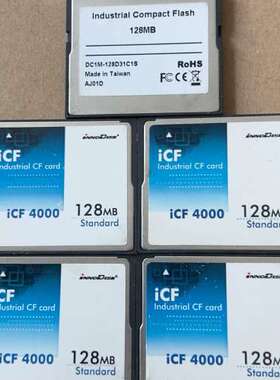 Industrial Compact Flash
128MB
DC1M-128D31C1S
Made in Taiwan
AJ01D
RoHS
innoDisk
iCF
Industrial CF card
iCF 4000
128MB
Standard
innoDisk
iCF
Industrial CF card
iCF 4000
128MB
Standard
innoDisk
iCF
Industrial CF card
iCF 4000
128MB
Standard
innoDisk
iCF
Industrial CF card
iCF 4000
128MB
Standard